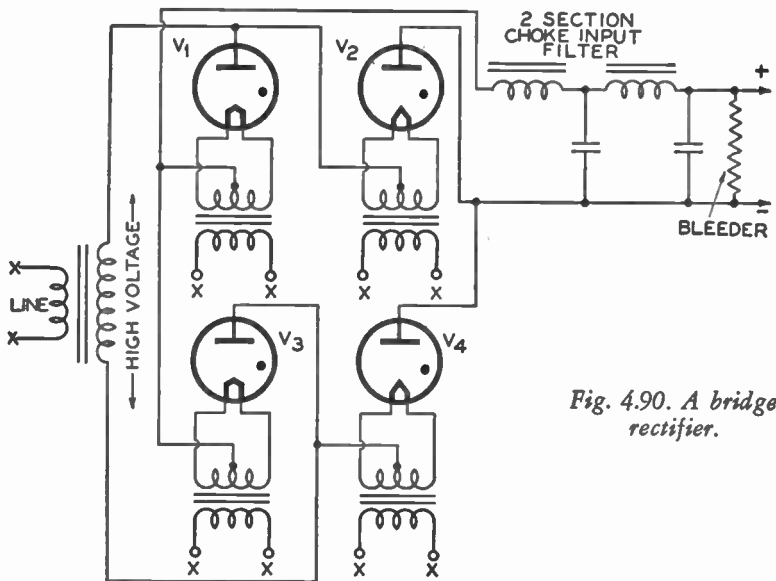 2 SECTION
CHOKE INPUT
FILTER
V1
V2
+
-
BLEEDER
HIGH VOLTAGE
X
LINE
X
X
X
X
X
V3
V4
Fig. 4.90. A bridge
rectifier.
X
X
X
X